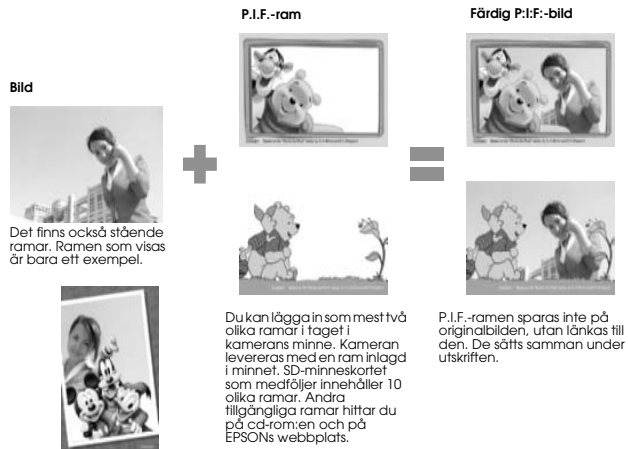 P.I.F.-ram
Färdig P:I:F:-bild
Bild
Det finns också stående
ramar. Ramen som visas
är bara ett exempel.
Du kan lägga in som mest två
olika ramar i taget i
kamerans minne. Kameran
levereras med en ram inlagd
i minnet. SD-minneskortet
som medföljer innehåller 10
olika ramar. Andra
tillgängliga ramar hittar du
på cd-rom:en och på
EPSONs webbplats.
P.I.F.-ramen sparas inte på
originalbilden, utan länkas till
den. De sätts samman under
utskriften.